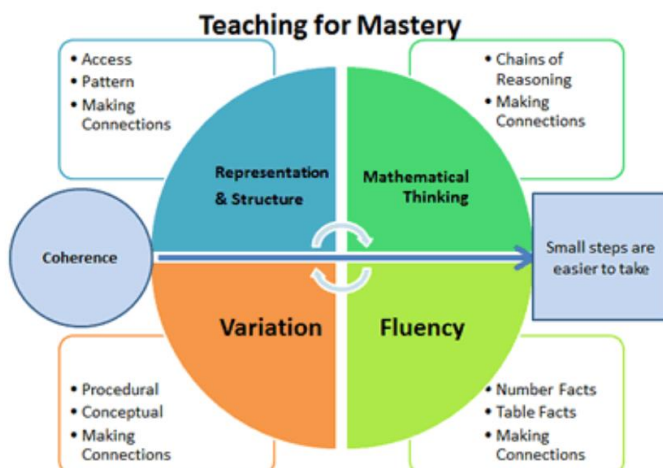 Teaching for Mastery
• Access
• Pattern
• Making
Connections
• Chains of
Reasoning
• Making
Connections
Representation
& Structure
Mathematical
Thinking
Coherence
Small steps are
easier to take
Variation
Fluency
• Procedural
• Conceptual
• Making
Connections
• Number Facts
• Table Facts
• Making
Connections